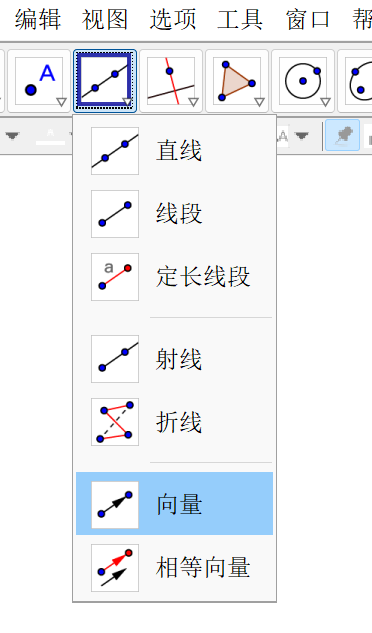 编辑 视图 选项 工具 窗口
A
A
直线
线段
a
定长线段
射线
折线
向量
相等向量